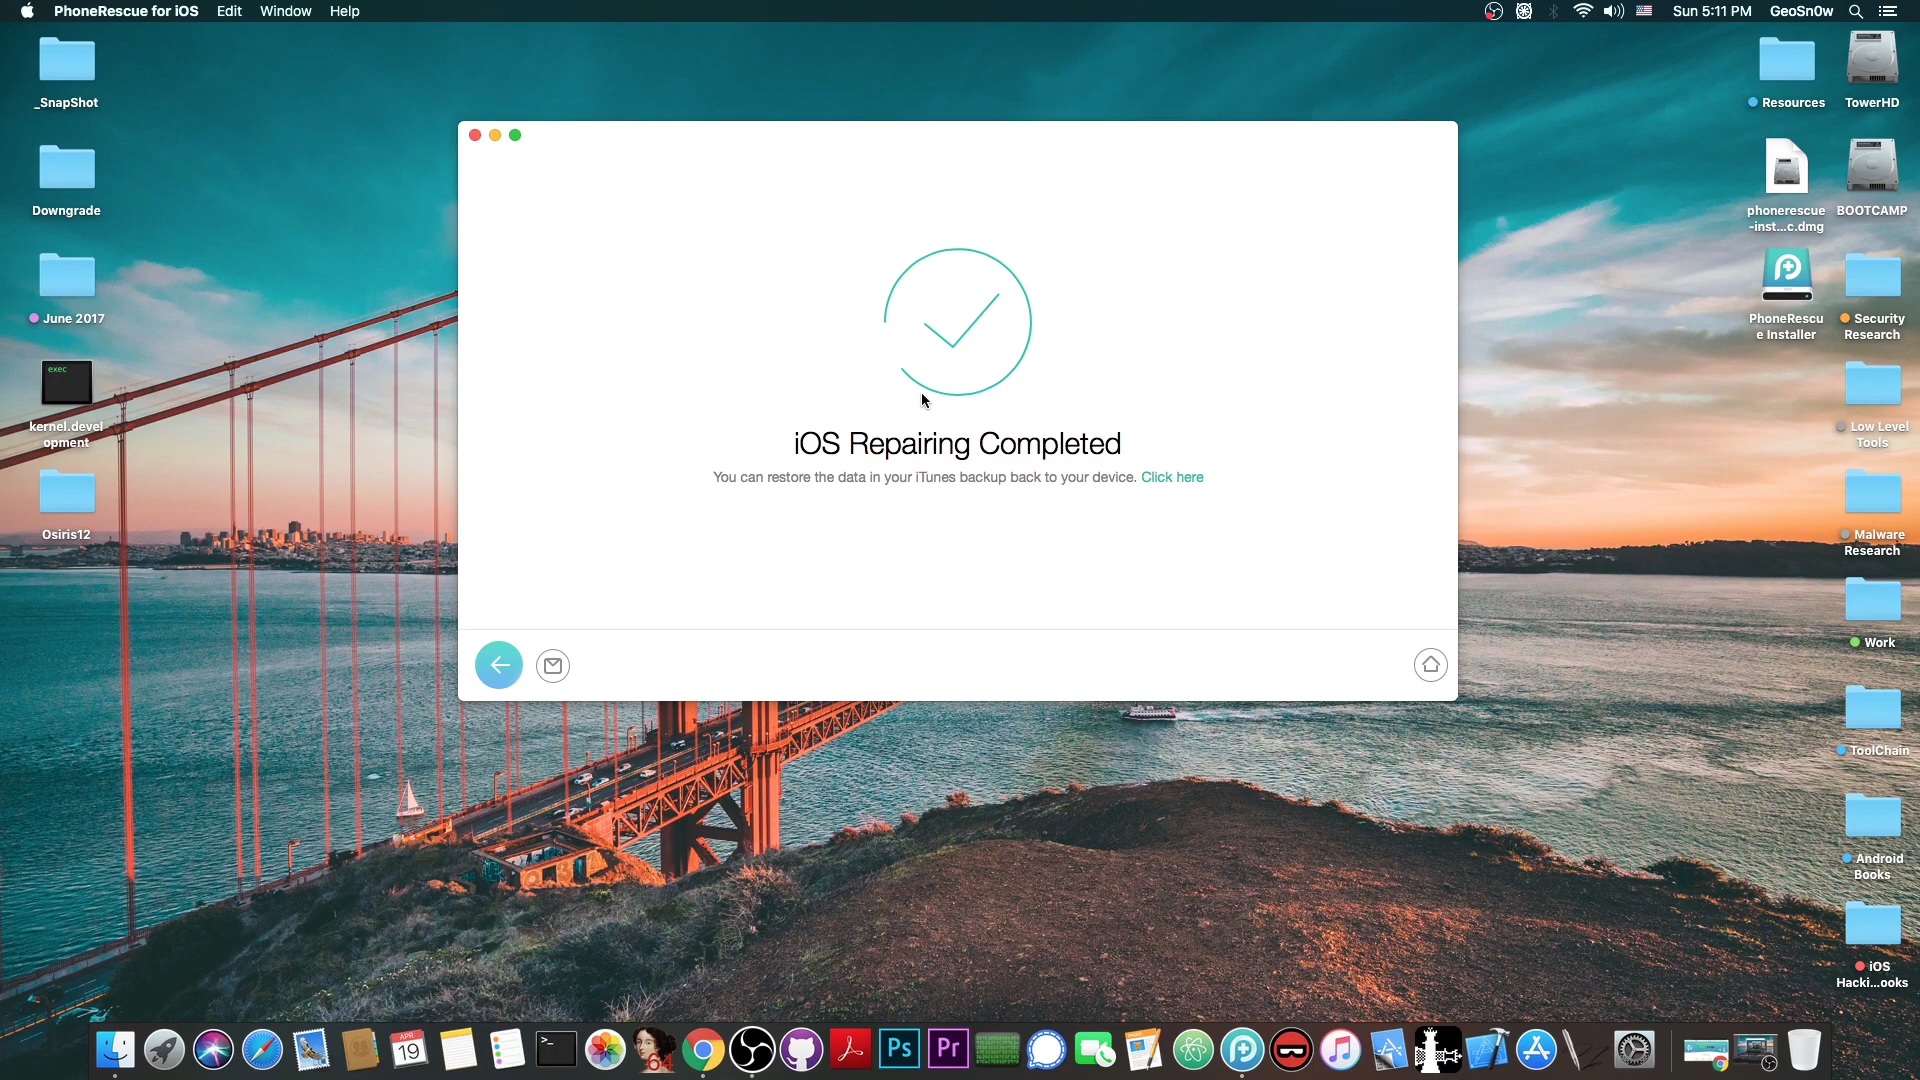 PhoneRescue for iOS Edit Window Help
Sun 5:11 PM GeoSn0w
_SnapShot
Downgrade
June 2017
exec
kernel.devel
opment
Osiris12
Resources
TowerHD
phonerescue
-inst...c.dmg
BOOTCAMP
PhoneRescu
e Installer
Security
Research
Low Level
Tools
Malware
Research
Work
ToolChain
Android
Books
iOS
Hacki...ooks
iOS Repairing Completed
You can restore the data in your iTunes backup back to your device. Click here
APR
19
>_
64
Ps
Pr